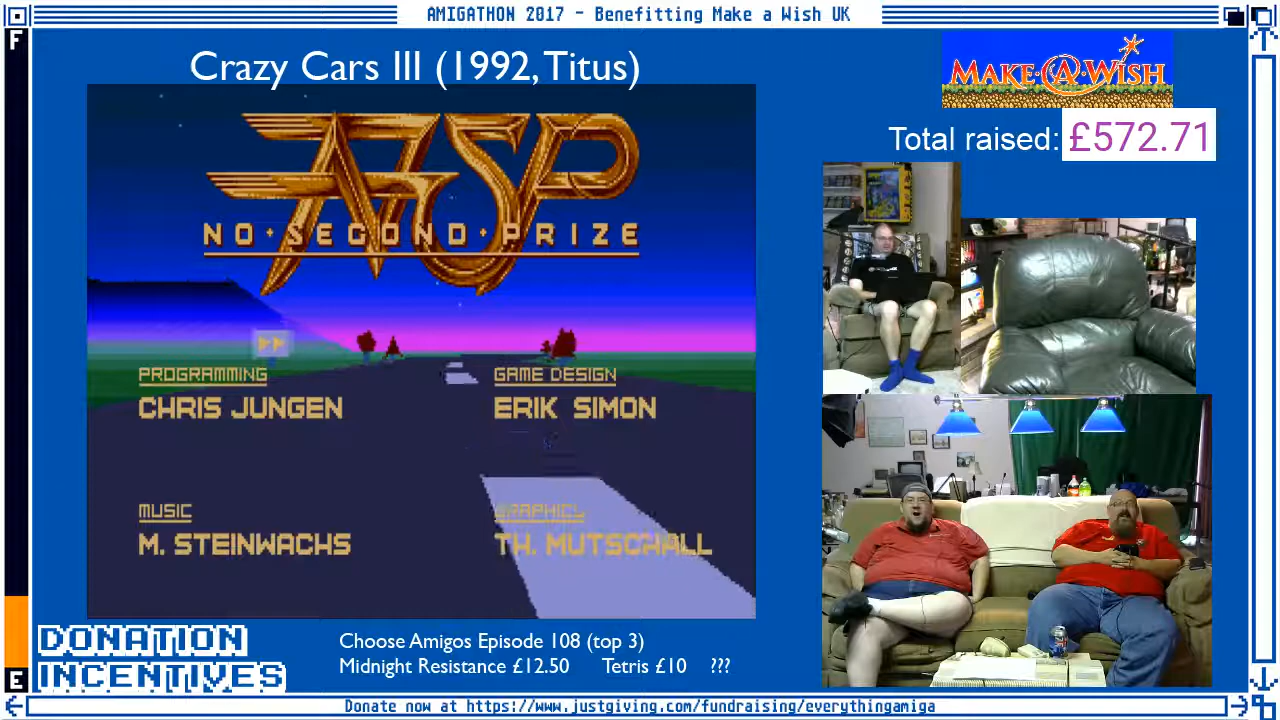 AMIGATHON 2017 - Benefitting Make a Wish UK
F
Crazy Cars III (1992, Titus)
MAKE-A-WISH
Total raised: £572.71
NSP
NO·SECOND·PRIZE
PROGRAMMING
CHRIS JUNGEN
GAME DESIGN
ERIK SIMON
MUSIC
M. STEINWACHS
GRAPHICS
TH. MUTSCHALL
DONATION
INCENTIVES
Choose Amigos Episode 108 (top 3)
Midnight Resistance £12.50 Tetris £10 ???
E
Donate now at https://www.justgiving.com/fundraising/everythingamiga